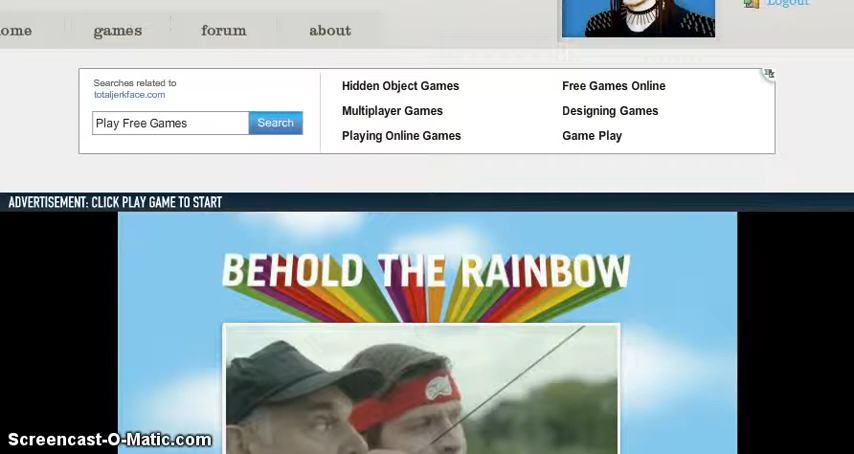 ome games forum about
Logout
Searches related to
totaljerkface.com
Play Free Games Search
Hidden Object Games Free Games Online
Multiplayer Games Designing Games
Playing Online Games Game Play
ADVERTISEMENT: CLICK PLAY GAME TO START
BEHOLD THE RAINBOW
Screencast-O-Matic.com